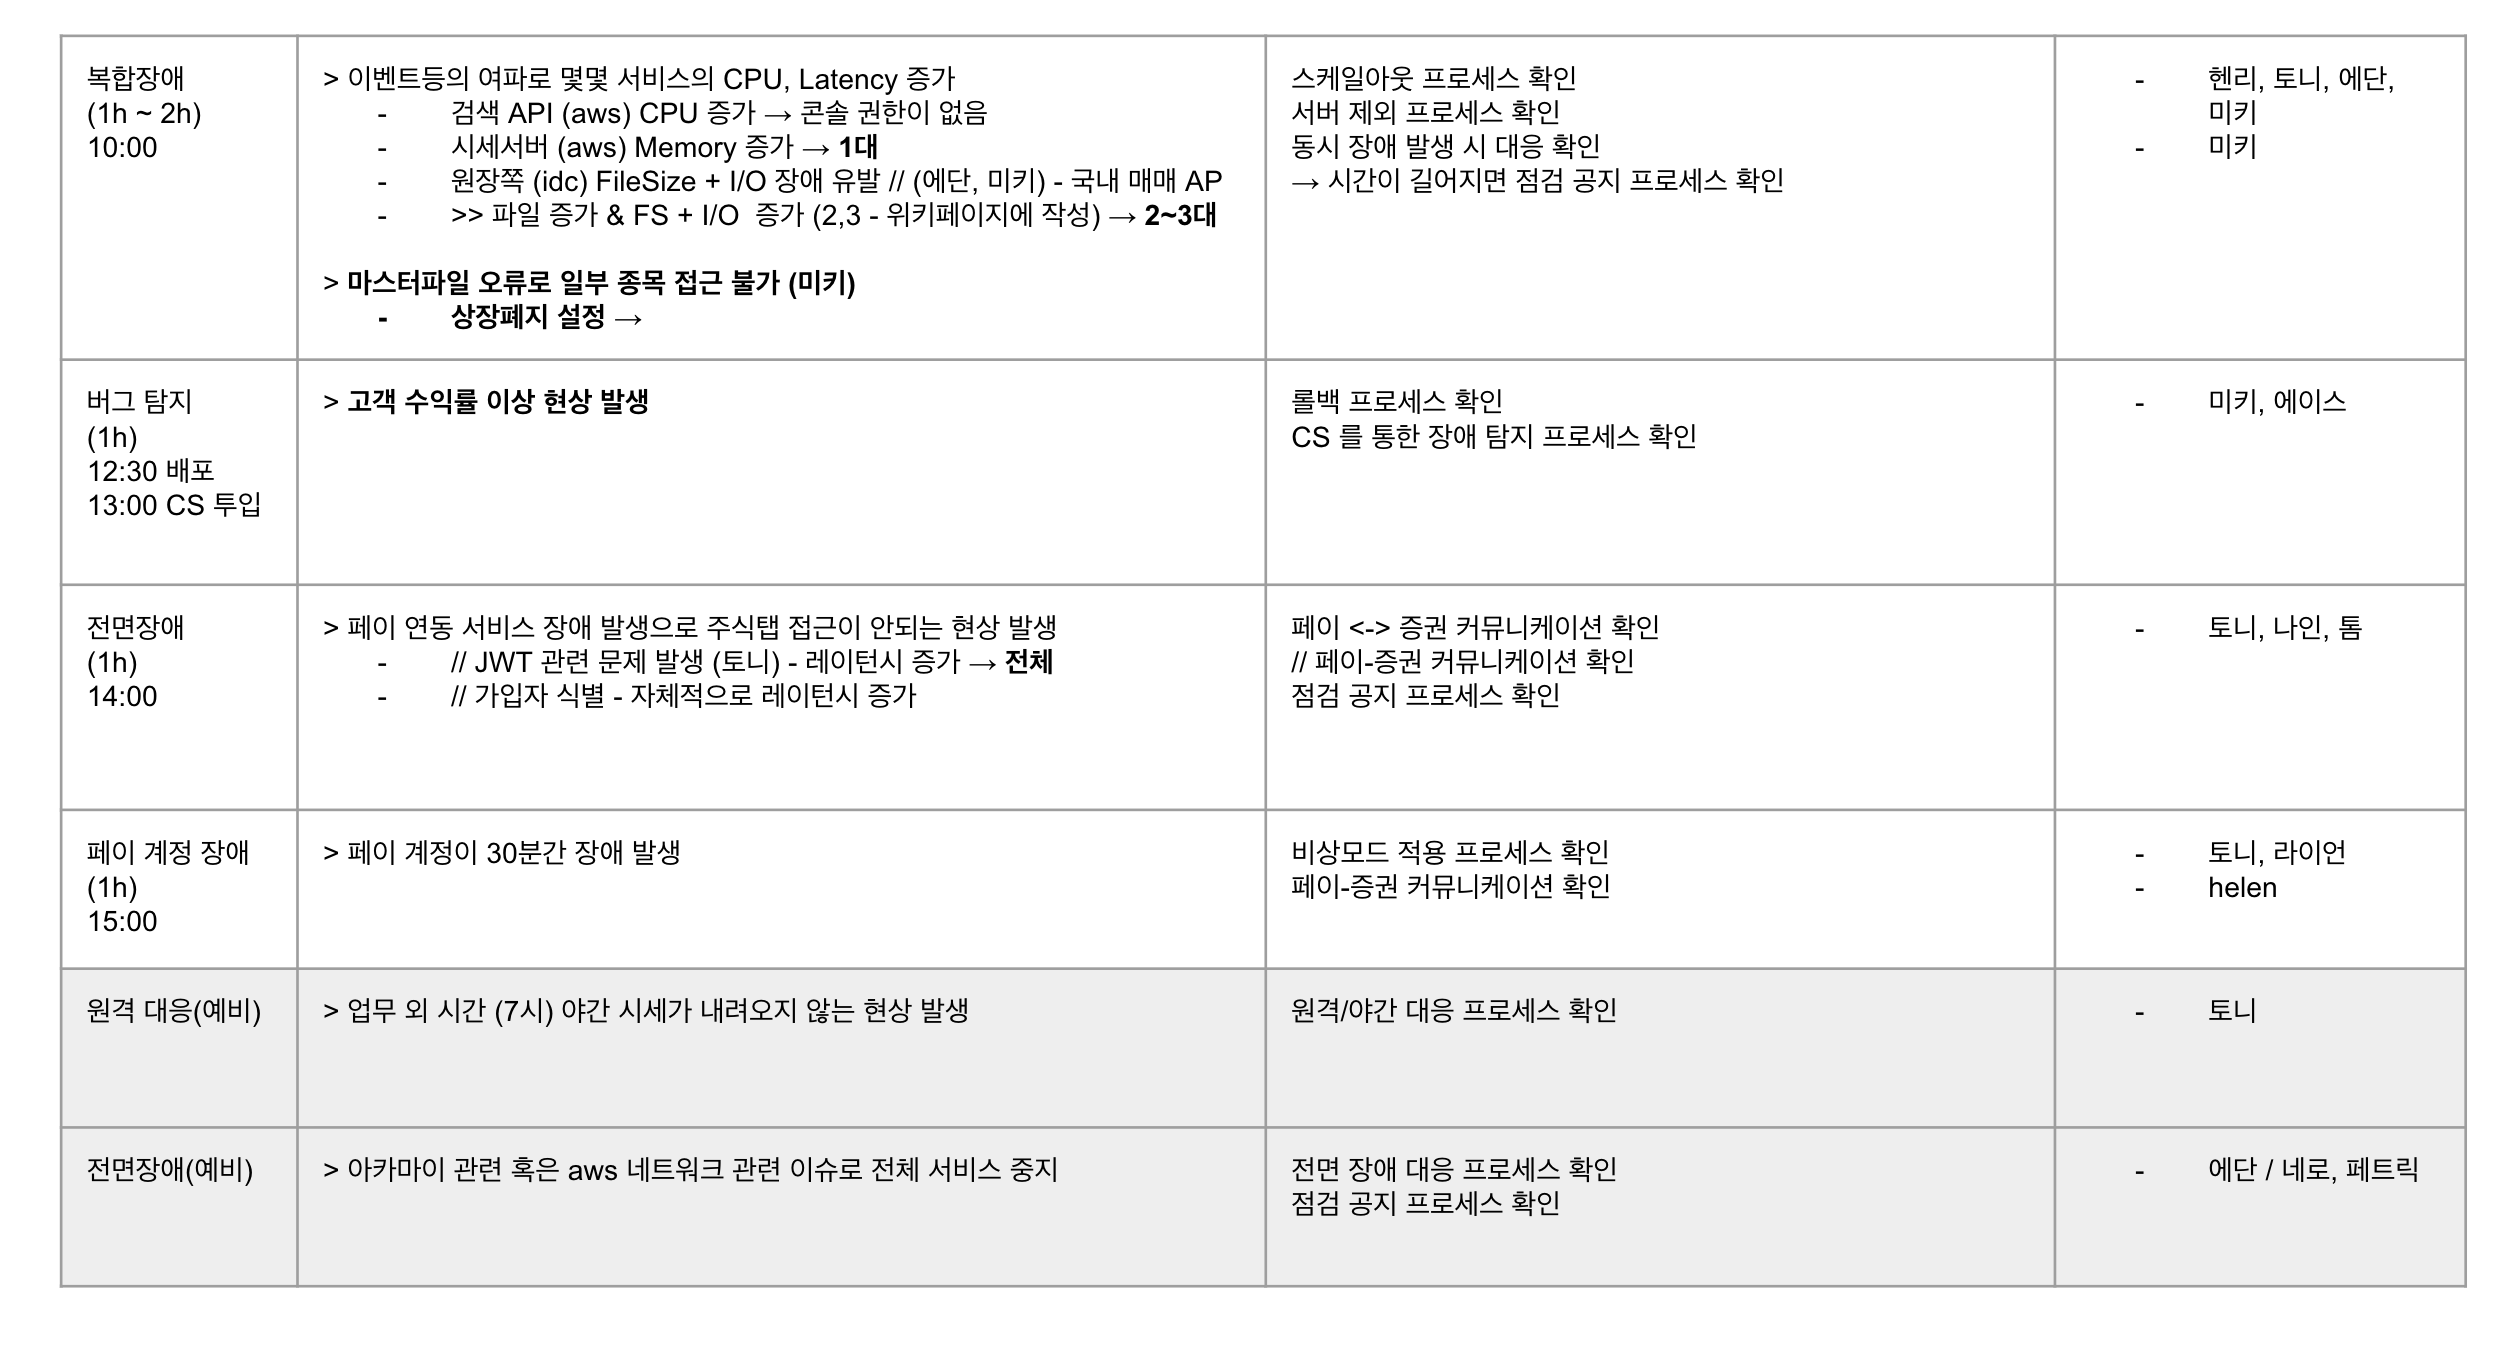 복합장애
(1h ~ 2h)
10:00
> 이벤트등의 여파로 몇몇 서비스의 CPU, Latency 증가
- 검색 API (aws) CPU 증가 → 콘솔 권한이 없음
- 시세서버 (aws) Memory 증가 → 1대
- 원장쪽 (idc) FileSize + I/O 장애 유발 // (에단, 미키) - 국내 매매 AP
- >> 파일 증가 & FS + I/O 증가 (2,3 - 위키페이지에 작성) → 2~3대
> 마스터파일 오류로 일부 종목 접근 불가 (미키)
- 상장폐지 설정 →
스케일아웃 프로세스 확인
서버 제외 프로세스 확인
동시 장애 발생 시 대응 확인
→ 시간이 길어지면 점검 공지 프로세스 확인
- 헨리, 토니, 에단,
미키
- 미키
버그 탐지
(1h)
12:30 배포
13:00 CS 투입
> 고객 수익률 이상 현상 발생
롤백 프로세스 확인
CS 를 통한 장애 탐지 프로세스 확인
- 미키, 에이스
전면장애
(1h)
14:00
> 페이 연동 서비스 장애 발생으로 주식탭 접근이 안되는 현상 발생
- // JWT 관련 문제 발생 (토니) - 레이턴시 증가 → 전체
- // 가입자 식별 - 자체적으로 레이턴시 증가
페이 <-> 증권 커뮤니케이션 확인
// 페이-증권 커뮤니케이션 확인
점검 공지 프로세스 확인
- 토니, 나인, 톰
페이 계정 장애
(1h)
15:00
> 페이 계정이 30분간 장애 발생
비상모드 적용 프로세스 확인
페이-증권 커뮤니케이션 확인
- 토니, 라이언
- helen
원격 대응(예비)
> 업무 외 시간 (7시) 야간 시세가 내려오지 않는 현상 발생
원격/야간 대응 프로세스 확인
- 토니
전면장애(예비)
> 아카마이 관련 혹은 aws 네트워크 관련 이슈로 전체 서비스 중지
전면 장애 대응 프로세스 확인
점검 공지 프로세스 확인
- 에단 / 네로, 페트릭